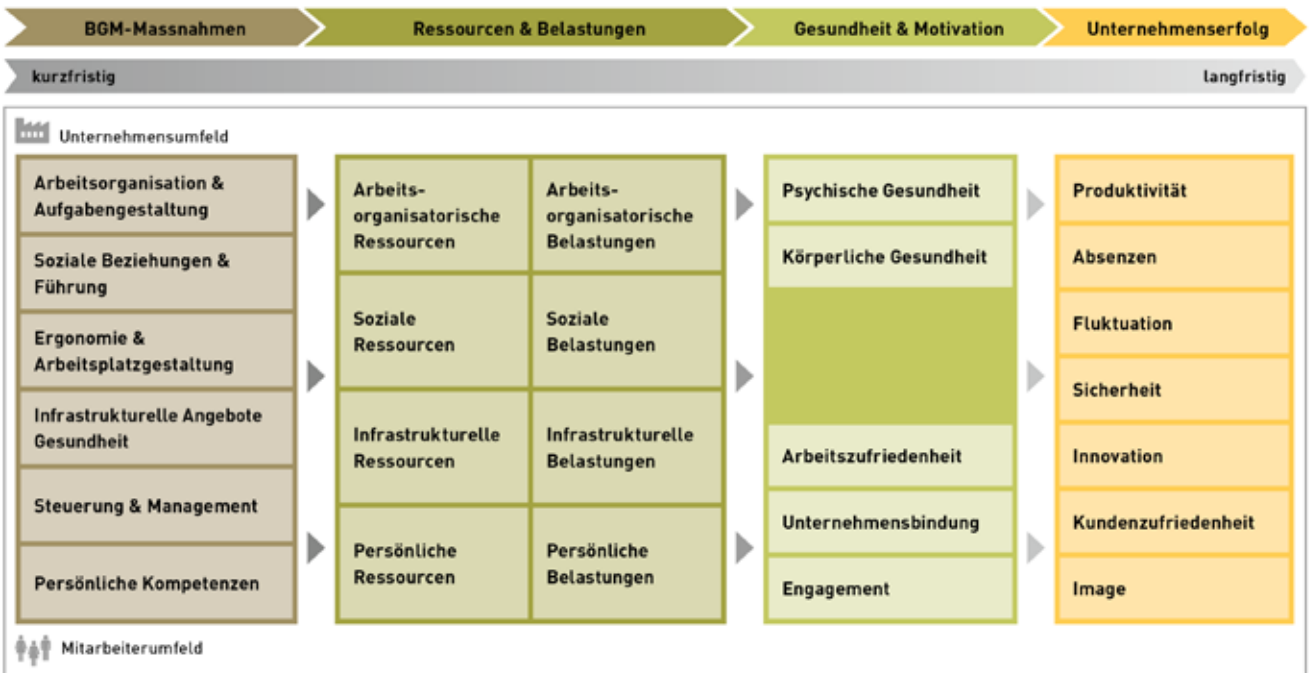 BGM-Massnahmen
Ressourcen & Belastungen
Gesundheit & Motivation
Unternehmenserfolg
kurzfristig
langfristig
Unternehmensumfeld
Arbeitsorganisation &
Aufgabengestaltung
Soziale Beziehungen &
Führung
Ergonomie &
Arbeitsplatzgestaltung
Infrastrukturelle Angebote
Gesundheit
Steuerung & Management
Persönliche Kompetenzen
Arbeits-
organisatorische
Ressourcen
Arbeits-
organisatorische
Belastungen
Soziale
Ressourcen
Soziale
Belastungen
Infrastrukturelle
Ressourcen
Infrastrukturelle
Belastungen
Persönliche
Ressourcen
Persönliche
Belastungen
Psychische Gesundheit
Körperliche Gesundheit
Arbeitszufriedenheit
Unternehmensbindung
Engagement
Produktivität
Absenzen
Fluktuation
Sicherheit
Innovation
Kundenzufriedenheit
Image
Mitarbeiterumfeld